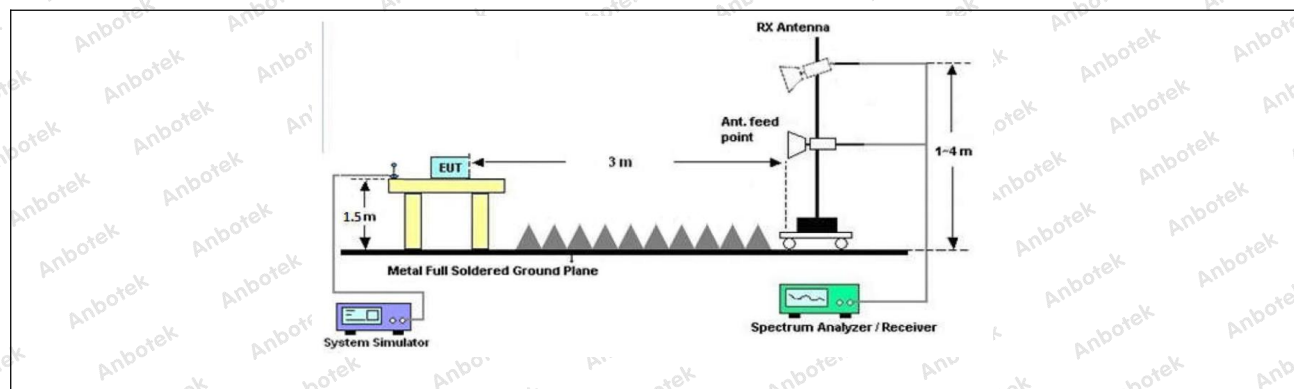 RX Antenna
Ant. feed
point
1~4 m
EUT
3 m
1.5 m
Metal Full Soldered Ground Plane
System Simulator
Spectrum Analyzer / Receiver
Anbotek